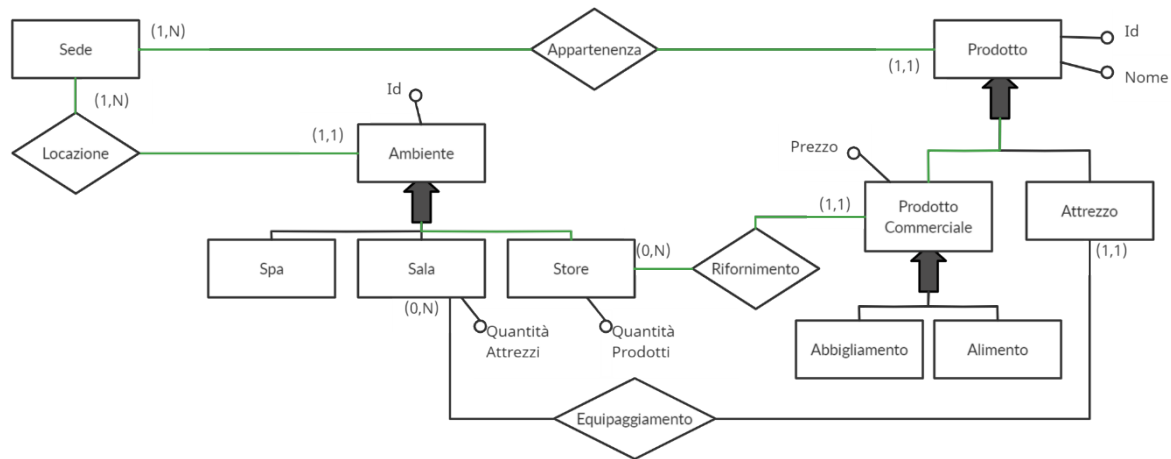 (1,N)
Sede
Appartenenza
Prodotto
Id
(1,1)
Nome
(1,N)
Id
(1,1)
Locazione
Ambiente
Prezzo
(1,1)
Prodotto
Commerciale
Attrezzo
(1,1)
Spa
Sala
Store
(0,N)
Rifornimento
(0,N)
Quantità
Attrezzi
Quantità
Prodotti
Abbigliamento
Alimento
Equipaggiamento